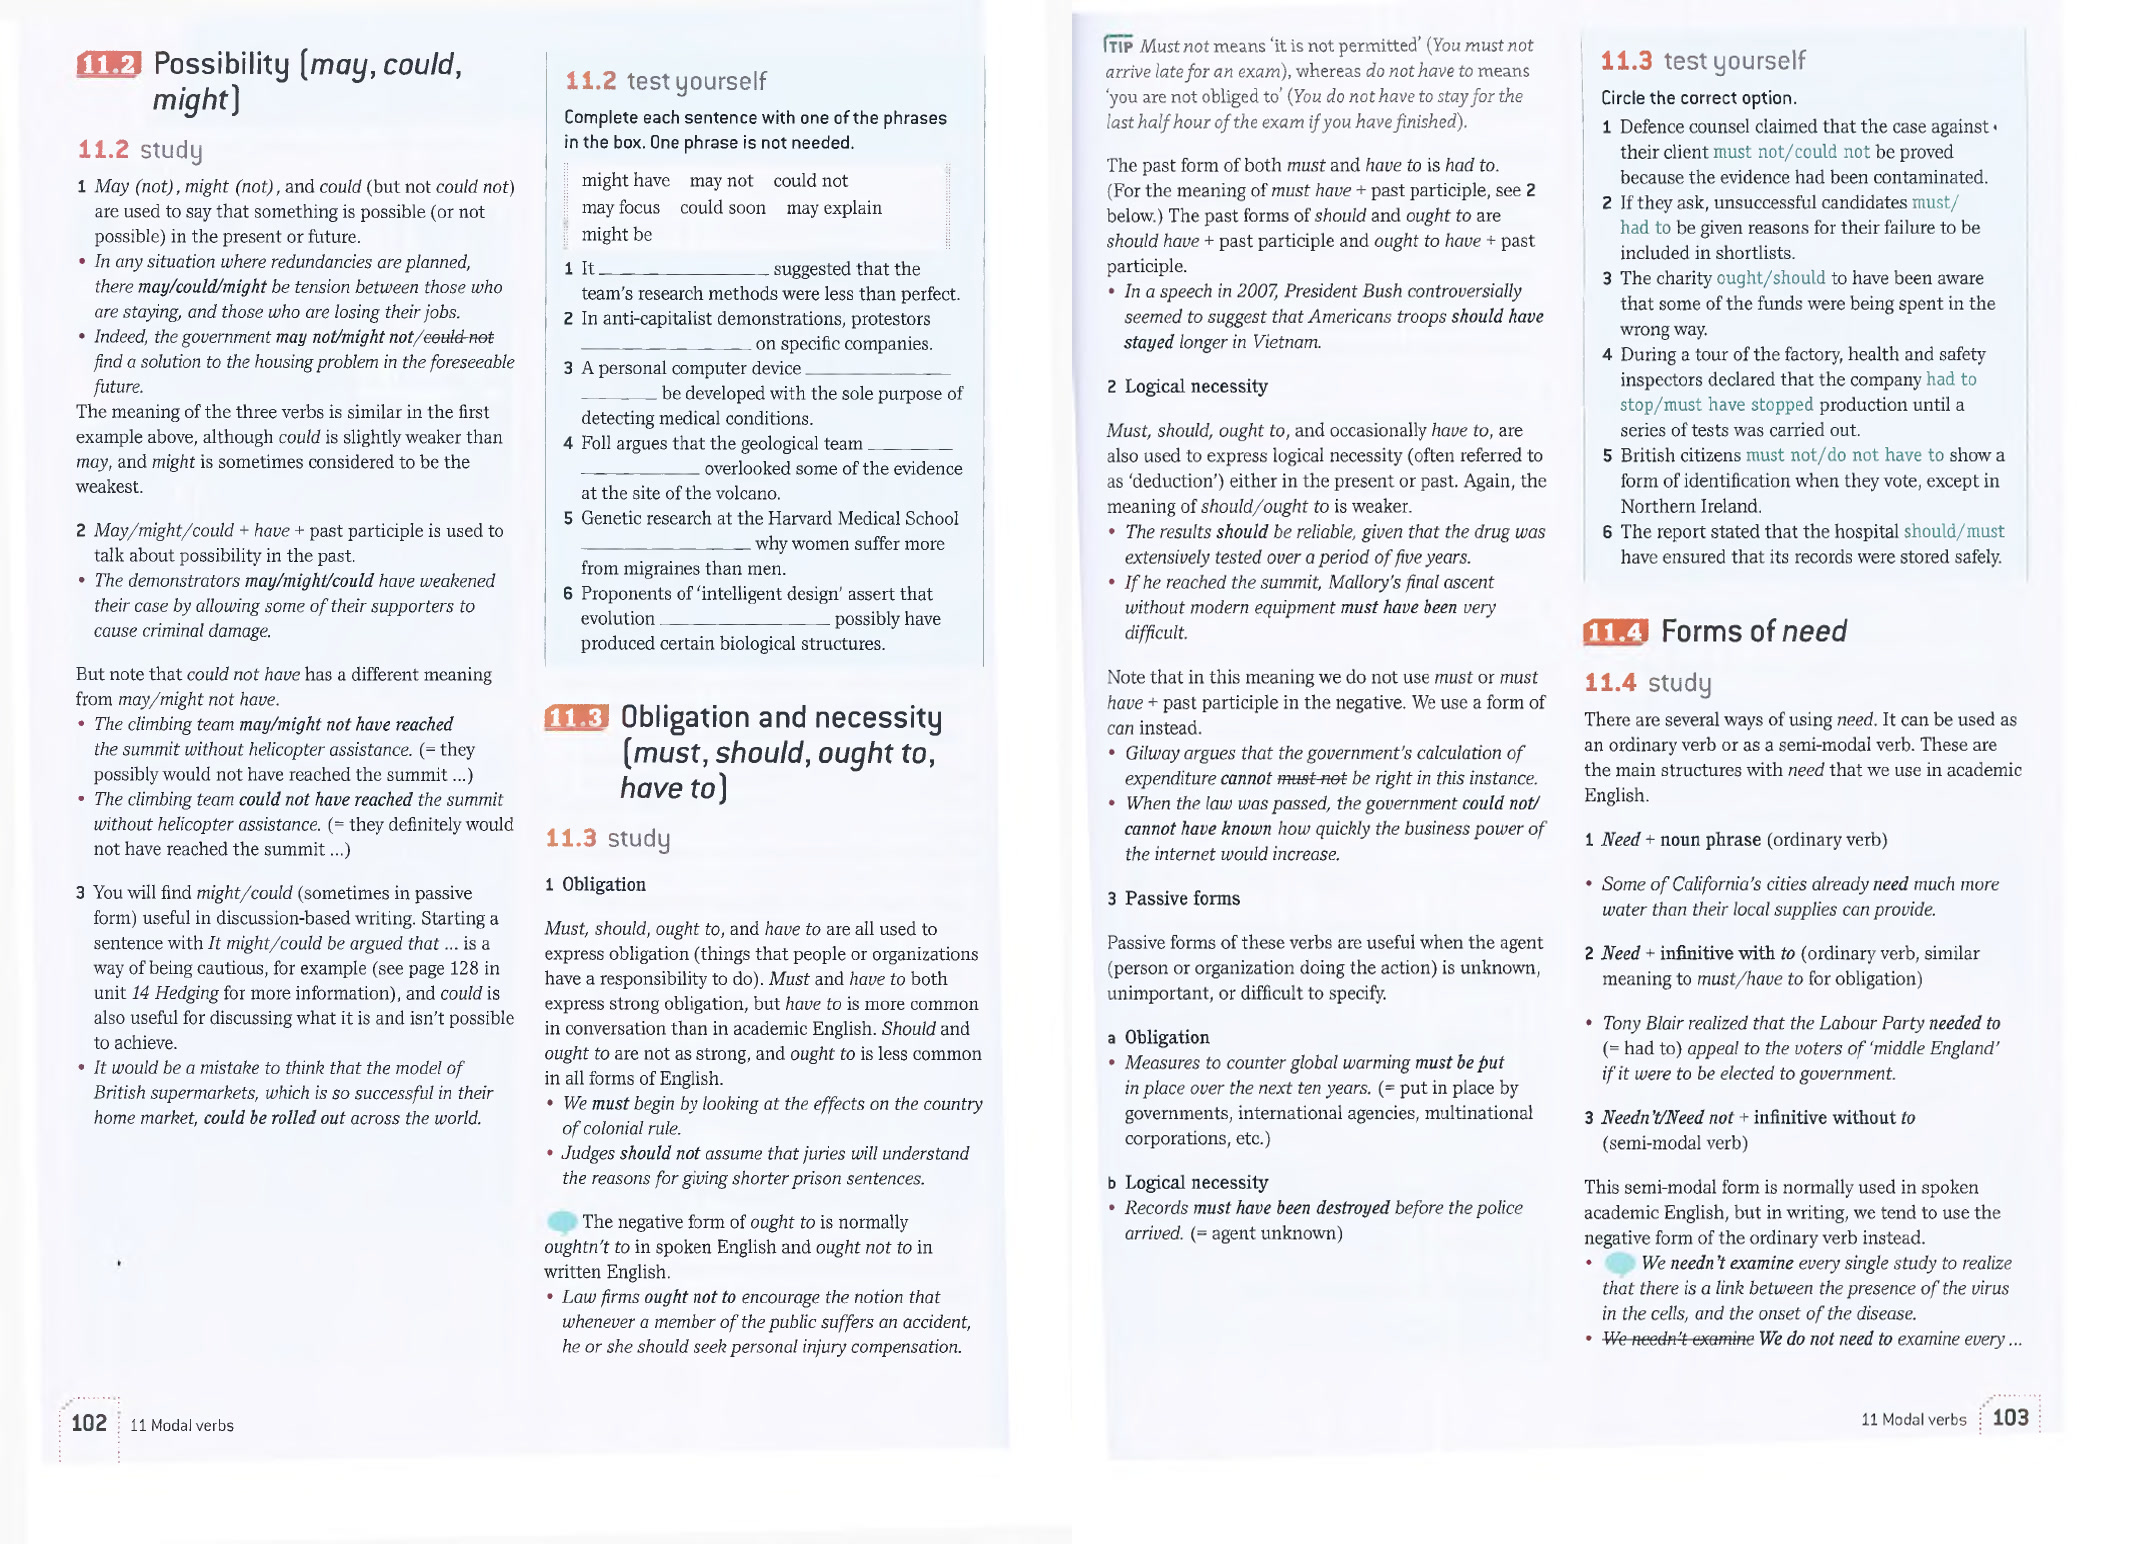 11.2 Possibility (may, could,
might)
11.2 study
1 May (not), might (not), and could (but not could not)
are used to say that something is possible (or not
possible) in the present or future.
• In any situation where redundancies are planned,
there may/could/might be tension between those who
are staying, and those who are losing their jobs.
• Indeed, the government may not/might not/could not
find a solution to the housing problem in the foreseeable
future.
The meaning of the three verbs is similar in the first
example above, although could is slightly weaker than
may, and might is sometimes considered to be the
weakest.
2 May/might/could + have + past participle is used to
talk about possibility in the past.
• The demonstrators may/might/could have weakened
their case by allowing some of their supporters to
cause criminal damage.
But note that could not have has a different meaning
from may/might not have.
• The climbing team may/might not have reached
the summit without helicopter assistance. (= they
possibly would not have reached the summit ...)
• The climbing team could not have reached the summit
without helicopter assistance. (= they definitely would
not have reached the summit ...)
3 You will find might/could (sometimes in passive
form) useful in discussion-based writing. Starting a
sentence with It might/could be argued that ... is a
way of being cautious, for example (see page 128 in
unit 14 Hedging for more information), and could is
also useful for discussing what it is and isn't possible
to achieve.
• It would be a mistake to think that the model of
British supermarkets, which is so successful in their
home market, could be rolled out across the world.
102 11 Modal verbs
11.2 test yourself
Complete each sentence with one of the phrases
in the box. One phrase is not needed.
might have may not could not
may focus could soon may explain
might be
1 It ________ suggested that the
team's research methods were less than perfect.
2 In anti-capitalist demonstrations, protestors
________ on specific companies.
3 A personal computer device ________
________ be developed with the sole purpose of
detecting medical conditions.
4 Foll argues that the geological team ________
________ overlooked some of the evidence
at the site of the volcano.
5 Genetic research at the Harvard Medical School
________ why women suffer more
from migraines than men.
6 Proponents of 'intelligent design' assert that
evolution ________ possibly have
produced certain biological structures.
11.3 Obligation and necessity
(must, should, ought to,
have to)
11.3 study
1 Obligation
Must, should, ought to, and have to are all used to
express obligation (things that people or organizations
have a responsibility to do). Must and have to both
express strong obligation, but have to is more common
in conversation than in academic English. Should and
ought to are not as strong, and ought to is less common
in all forms of English.
• We must begin by looking at the effects on the country
of colonial rule.
• Judges should not assume that juries will understand
the reasons for giving shorter prison sentences.
The negative form of ought to is normally
oughtn't to in spoken English and ought not to in
written English.
• Law firms ought not to encourage the notion that
whenever a member of the public suffers an accident,
he or she should seek personal injury compensation.
TIP Must not means 'it is not permitted' (You must not
arrive late for an exam), whereas do not have to means
'you are not obliged to' (You do not have to stay for the
last half hour of the exam if you have finished).
The past form of both must and have to is had to.
(For the meaning of must have + past participle, see 2
below.) The past forms of should and ought to are
should have + past participle and ought to have + past
participle.
• In a speech in 2007, President Bush controversially
seemed to suggest that Americans troops should have
stayed longer in Vietnam.
2 Logical necessity
Must, should, ought to, and occasionally have to, are
also used to express logical necessity (often referred to
as 'deduction') either in the present or past. Again, the
meaning of should/ought to is weaker.
• The results should be reliable, given that the drug was
extensively tested over a period of five years.
• If he reached the summit, Mallory's final ascent
without modern equipment must have been very
difficult.
Note that in this meaning we do not use must or must
have + past participle in the negative. We use a form of
can instead.
• Gilway argues that the government's calculation of
expenditure cannot must not be right in this instance.
• When the law was passed, the government could not/
cannot have known how quickly the business power of
the internet would increase.
3 Passive forms
Passive forms of these verbs are useful when the agent
(person or organization doing the action) is unknown,
unimportant, or difficult to specify.
a Obligation
• Measures to counter global warming must be put
in place over the next ten years. (= put in place by
governments, international agencies, multinational
corporations, etc.)
b Logical necessity
• Records must have been destroyed before the police
arrived. (= agent unknown)
11.3 test yourself
Circle the correct option.
1 Defence counsel claimed that the case against
their client must not/could not be proved
because the evidence had been contaminated.
2 If they ask, unsuccessful candidates must/
had to be given reasons for their failure to be
included in shortlists.
3 The charity ought/should to have been aware
that some of the funds were being spent in the
wrong way.
4 During a tour of the factory, health and safety
inspectors declared that the company had to
stop/must have stopped production until a
series of tests was carried out.
5 British citizens must not/do not have to show a
form of identification when they vote, except in
Northern Ireland.
6 The report stated that the hospital should/must
have ensured that its records were stored safely.
11.4 Forms of need
11.4 study
There are several ways of using need. It can be used as
an ordinary verb or as a semi-modal verb. These are
the main structures with need that we use in academic
English.
1 Need + noun phrase (ordinary verb)
• Some of California's cities already need much more
water than their local supplies can provide.
2 Need + infinitive with to (ordinary verb, similar
meaning to must/have to for obligation)
• Tony Blair realized that the Labour Party needed to
(= had to) appeal to the voters of 'middle England'
if it were to be elected to government.
3 Needn't/Need not + infinitive without to
(semi-modal verb)
This semi-modal form is normally used in spoken
academic English, but in writing, we tend to use the
negative form of the ordinary verb instead.
• We needn't examine every single study to realize
that there is a link between the presence of the virus
in the cells, and the onset of the disease.
• We needn't examine We do not need to examine every ...
11 Modal verbs 103